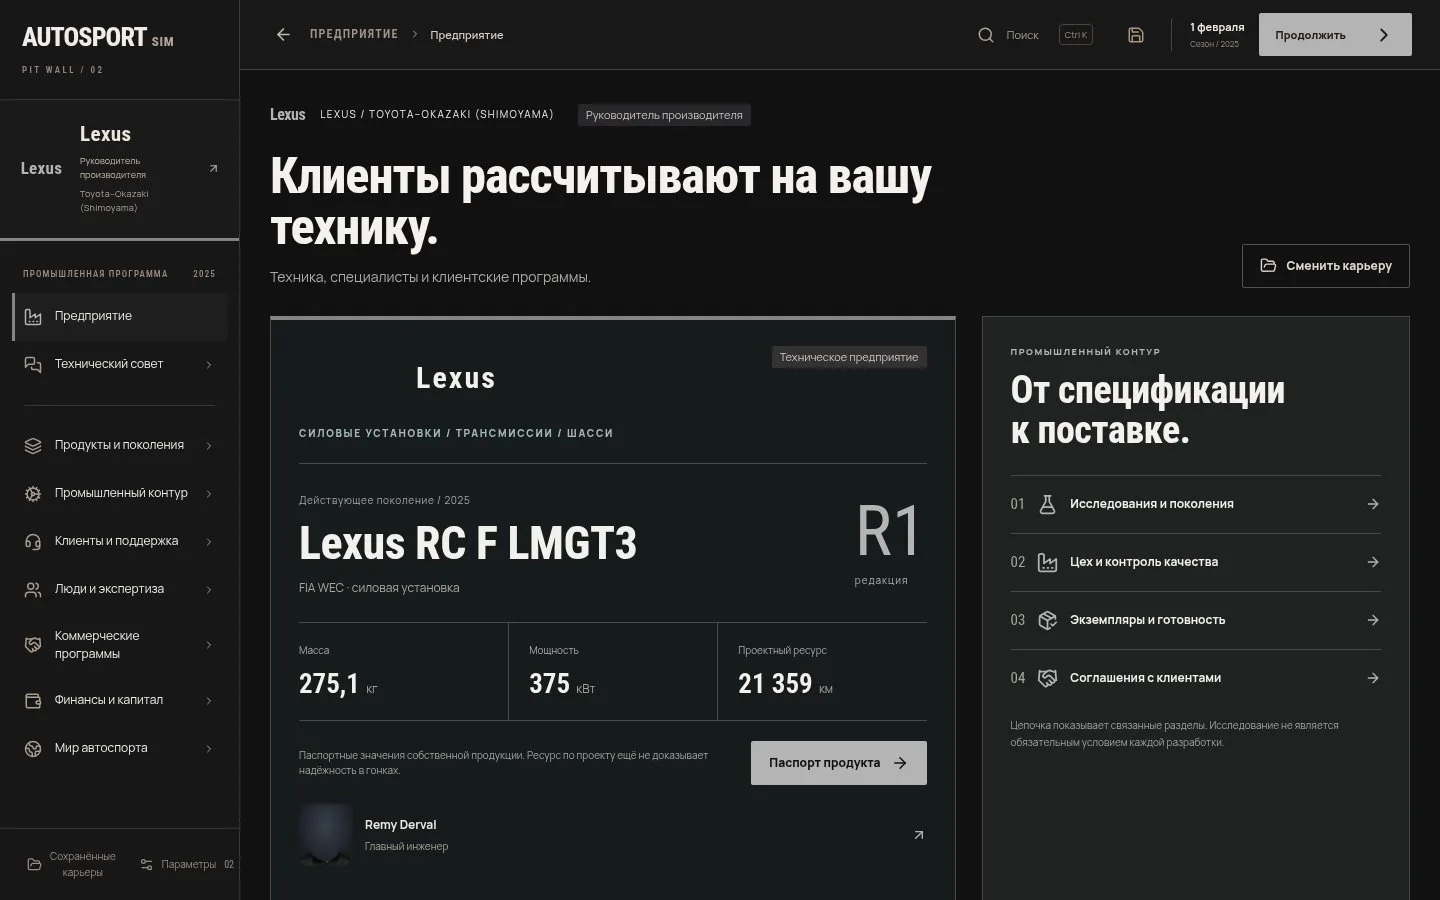 AUTOSPORT SIM
PIT WALL / 02
Lexus
Lexus
Руководитель
производителя
Toyota–Okazaki
(Shimoyama)
ПРОМЫШЛЕННАЯ ПРОГРАММА 2025
Предприятие
Технический совет
Продукты и поколения
Промышленный контур
Клиенты и поддержка
Люди и экспертиза
Коммерческие
программы
Финансы и капитал
Мир автоспорта
Сохранённые
карьеры
Параметры 02
ПРЕДПРИЯТИЕ Предприятие
Поиск Ctrl K
1 февраля
Сезон / 2025
Продолжить
Lexus LEXUS / TOYOTA–OKAZAKI (SHIMOYAMA) Руководитель производителя
Клиенты рассчитывают на вашу
технику.
Техника, специалисты и клиентские программы.
Сменить карьеру
Lexus
Техническое предприятие
СИЛОВЫЕ УСТАНОВКИ / ТРАНСМИССИИ / ШАССИ
Действующее поколение / 2025
Lexus RC F LMGT3
FIA WEC · силовая установка
R1
редакция
Масса
275,1 кг
Мощность
375 кВт
Проектный ресурс
21 359 км
Паспортные значения собственной продукции. Ресурс по проекту ещё не доказывает
надёжность в гонках.
Паспорт продукта
Remy Derval
Главный инженер
ПРОМЫШЛЕННЫЙ КОНТУР
От спецификации
к поставке.
01 Исследования и поколения
02 Цех и контроль качества
03 Экземпляры и готовность
04 Соглашения с клиентами
Цепочка показывает связанные разделы. Исследование не является
обязательным условием каждой разработки.